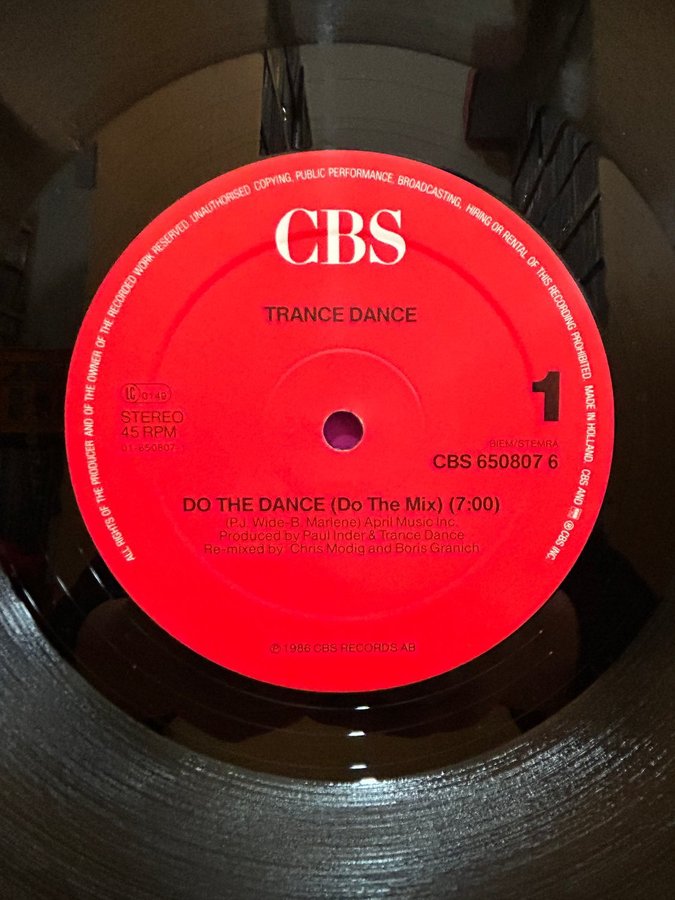 ALL RIGHTS OF THE PRODUCER AND OF THE OWNER OF THE RECORDED WORK RESERVED. UNAUTHORISED COPYING, PUBLIC PERFORMANCE, BROADCASTING, HIRING OR RENTAL OF THIS RECORDING PROHIBITED. MADE IN HOLLAND. CBS AND © CBS INC.
CBS
TRANCE DANCE
LC 0149
STEREO
45 RPM
01-650807-
1
BIEM/STEMRA
CBS 650807 6
DO THE DANCE (Do The Mix) (7:00)
(P.J. Wide-B. Marlene) April Music Inc.
Produced by Paul Inder & Trance Dance
Re-mixed by: Chris Modig and Boris Granich
℗ 1986 CBS RECORDS AB